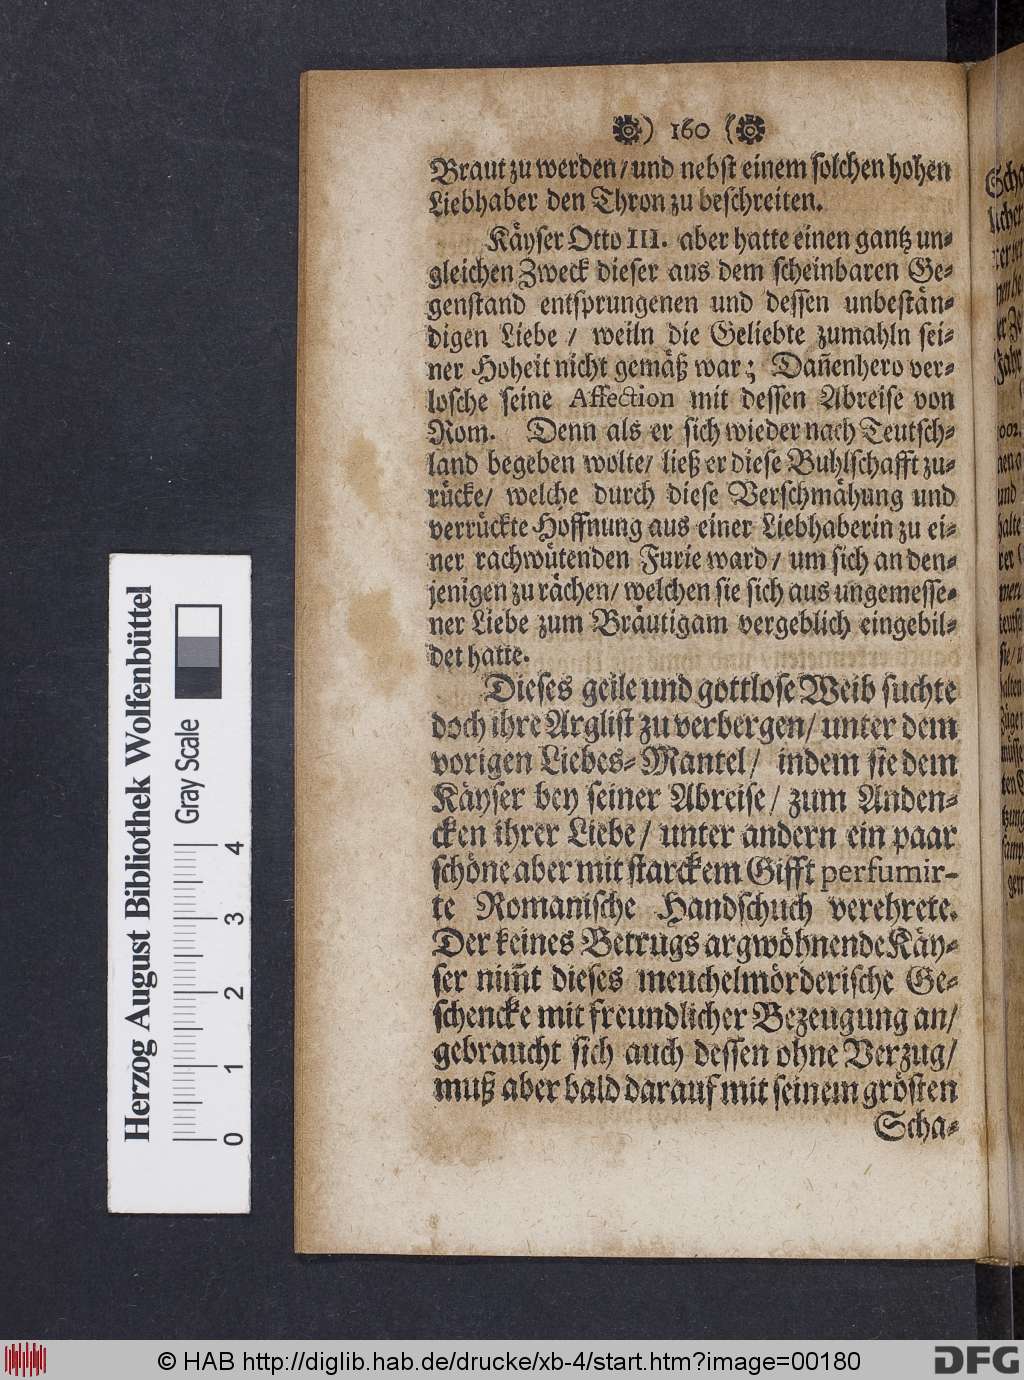 ) 160 (
Braut zu werden / und nebst einem solchen hohen
Liebhaber den Thron zu beschreiten.
Käyser Otto III. aber hatte einen gantz un-
gleichen Zweck dieser aus dem scheinbaren Ge-
genstand entsprungenen und dessen unbestän-
digen Liebe / weiln die Geliebte zumahln sei-
ner Hoheit nicht gemäß war; Dañenhero ver-
losche seine Affection mit dessen Abreise von
Rom. Denn als er sich wieder nach Teutsch-
land begeben wolte / ließ er diese Buhlschafft zu-
rücke / welche durch diese Verschmähung und
verrückte Hoffnung aus einer Liebhaberin zu ei-
ner rachwütenden Furie ward / um sich an den-
jenigen zu rächen / welchen sie sich aus ungemesse-
ner Liebe zum Bräutigam vergeblich eingebil-
det hatte.
Dieses geile und gottlose Weib suchte
doch ihre Arglist zu verbergen / unter dem
vorigen Liebes-Mantel / indem sie dem
Käyser bey seiner Abreise / zum Anden-
cken ihrer Liebe / unter andern ein paar
schöne aber mit starckem Gifft perfumir-
te Romanische Handschuch verehrete.
Der keines Betrugs argwöhnende Käy-
ser nim̃t dieses meuchelmörderische Ge-
schencke mit freundlicher Bezeugung an /
gebraucht sich auch dessen ohne Verzug /
muß aber bald darauf mit seinem grösten
Scha-
Herzog August Bibliothek Wolfenbüttel
Gray Scale
0 1 2 3 4
© HAB http://diglib.hab.de/drucke/xb-4/start.htm?image=00180
DFG